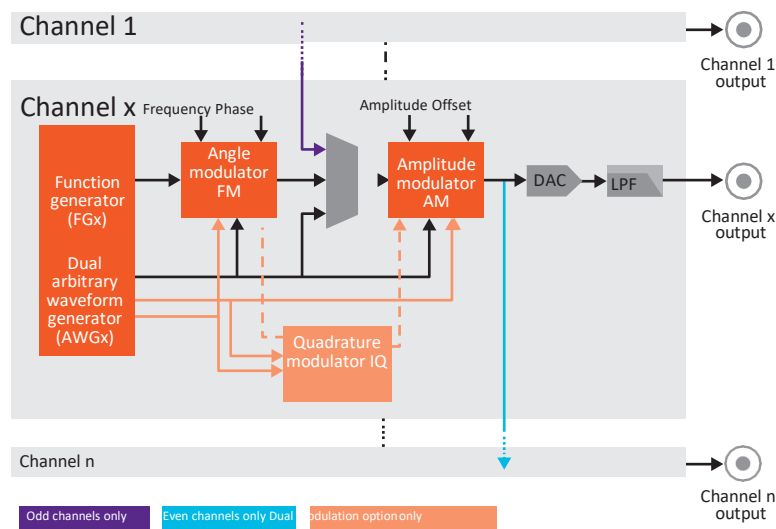 Channel 1
Channel 1
output
Channel x
Frequency Phase
Amplitude Offset
Function
generator
(FGx)
Dual
arbitrary
waveform
generator
(AWGx)
Angle
modulator
FM
Amplitude
modulator
AM
DAC
LPF
Channel x
output
Quadrature
modulator IQ
Channel n
Channel n
output
Odd channels only
Even channels only Dual
odulation option only